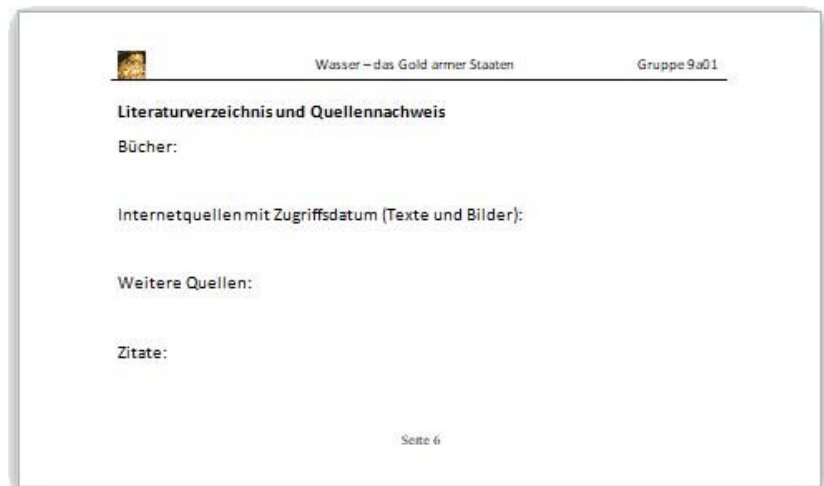 Wasser – das Gold armer Staaten Gruppe 9a01
Literaturverzeichnis und Quellennachweis
Bücher:
Internetquellen mit Zugriffsdatum (Texte und Bilder):
Weitere Quellen:
Zitate:
Seite 6